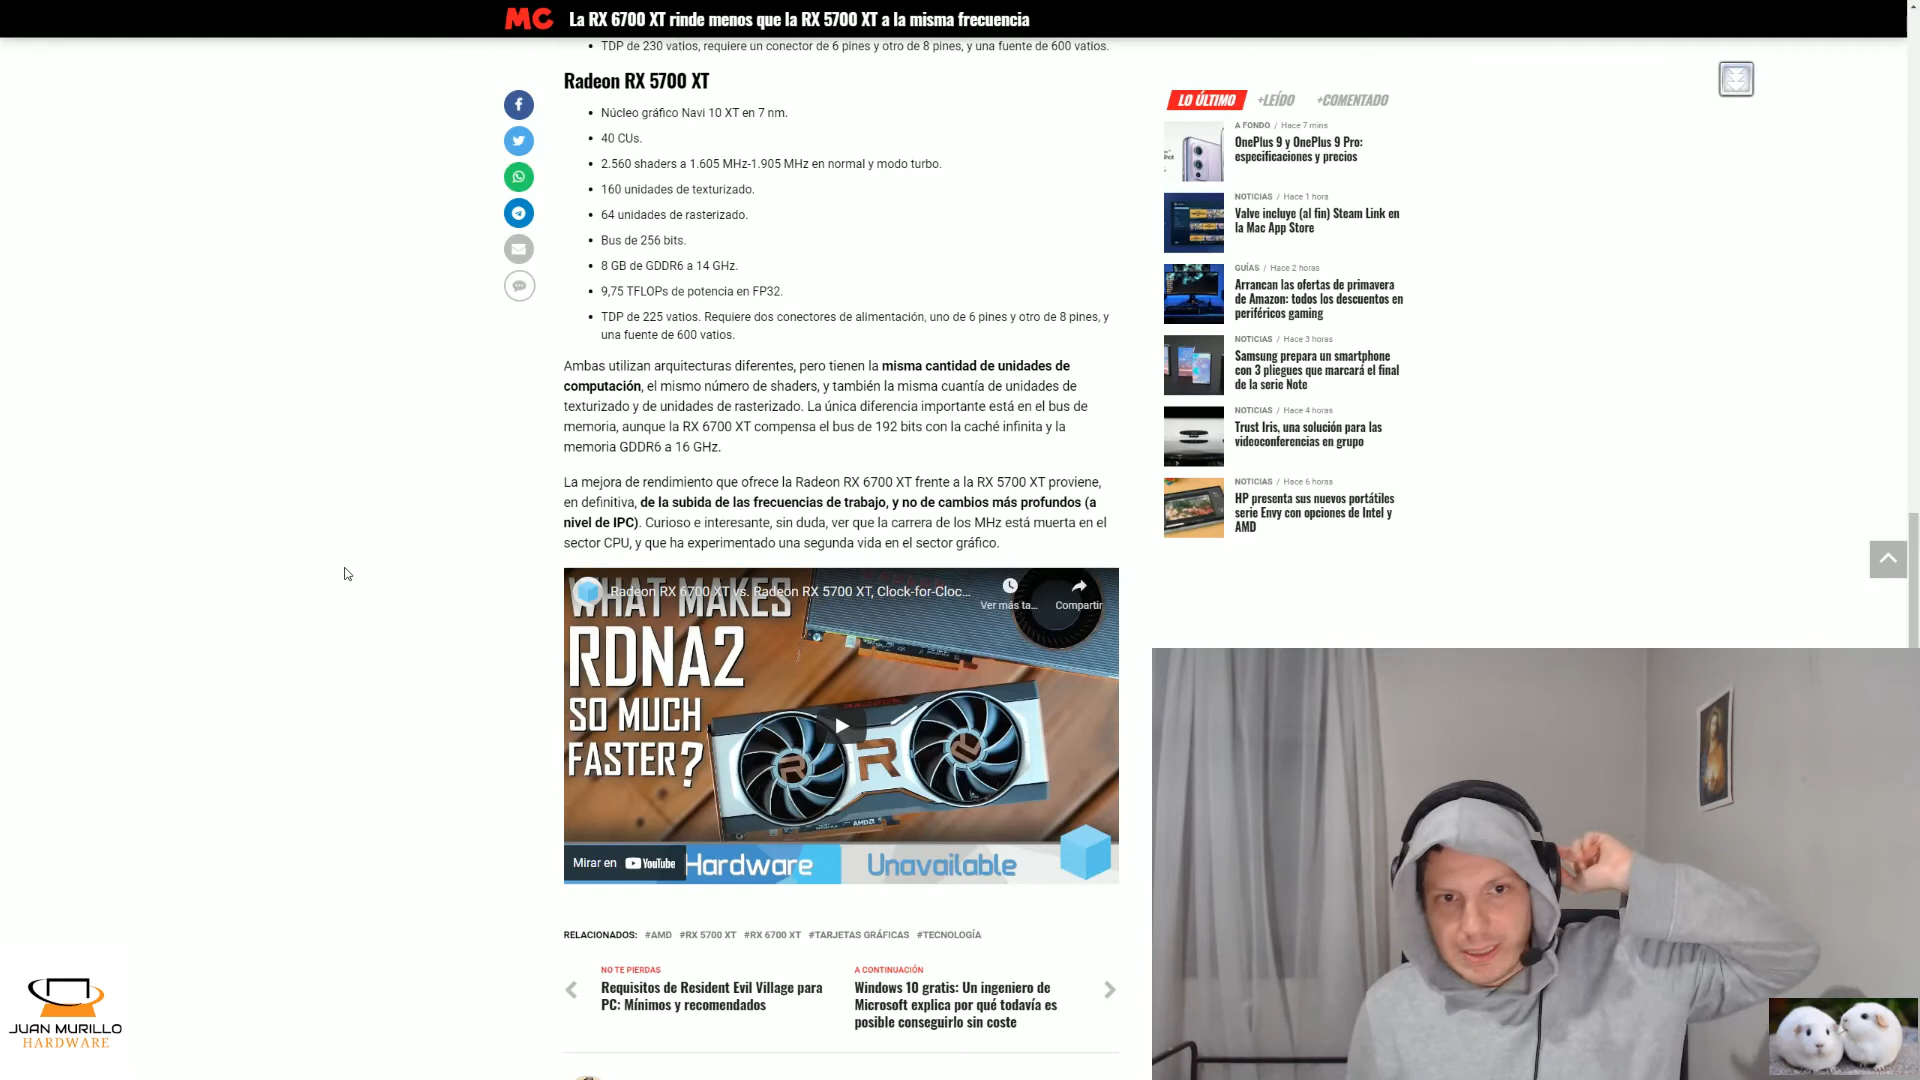 MC
La RX 6700 XT rinde menos que la RX 5700 XT a la misma frecuencia
TDP de 230 vatios, requiere un conector de 6 pines y otro de 8 pines, y una fuente de 600 vatios.
Radeon RX 5700 XT
Núcleo gráfico Navi 10 XT en 7 nm.
40 CUs.
2.560 shaders a 1.605 MHz-1.905 MHz en normal y modo turbo.
160 unidades de texturizado.
64 unidades de rasterizado.
Bus de 256 bits.
8 GB de GDDR6 a 14 GHz.
9,75 TFLOPs de potencia en FP32.
TDP de 225 vatios. Requiere dos conectores de alimentación, uno de 6 pines y otro de 8 pines, y
una fuente de 600 vatios.
Ambas utilizan arquitecturas diferentes, pero tienen la misma cantidad de unidades de
computación, el mismo número de shaders, y también la misma cuantía de unidades de
texturizado y de unidades de rasterizado. La única diferencia importante está en el bus de
memoria, aunque la RX 6700 XT compensa el bus de 192 bits con la caché infinita y la
memoria GDDR6 a 16 GHz.
La mejora de rendimiento que ofrece la Radeon RX 6700 XT frente a la RX 5700 XT proviene,
en definitiva, de la subida de las frecuencias de trabajo, y no de cambios más profundos (a
nivel de IPC). Curioso e interesante, sin duda, ver que la carrera de los MHz está muerta en el
sector CPU, y que ha experimentado una segunda vida en el sector gráfico.
Radeon RX 6700 XT vs. Radeon RX 5700 XT, Clock-for-Cloc...
Ver más ta...
Compartir
WHAT MAKES
RDNA2
SO MUCH
FASTER?
AMD
Mirar en YouTube
Hardware
Unavailable
RELACIONADOS: #AMD #RX 5700 XT #RX 6700 XT #TARJETAS GRÁFICAS #TECNOLOGÍA
NO TE PIERDAS
Requisitos de Resident Evil Village para
PC: Mínimos y recomendados
A CONTINUACIÓN
Windows 10 gratis: Un ingeniero de
Microsoft explica por qué todavía es
posible conseguirlo sin coste
LO ÚLTIMO
+LEÍDO
+COMENTADO
A FONDO / Hace 7 mins
OnePlus 9 y OnePlus 9 Pro:
especificaciones y precios
NOTICIAS / Hace 1 hora
Valve incluye (al fin) Steam Link en
la Mac App Store
GUÍAS / Hace 2 horas
Arrancan las ofertas de primavera
de Amazon: todos los descuentos en
periféricos gaming
NOTICIAS / Hace 3 horas
Samsung prepara un smartphone
con 3 pliegues que marcará el final
de la serie Note
NOTICIAS / Hace 4 horas
Trust Iris, una solución para las
videoconferencias en grupo
NOTICIAS / Hace 6 horas
HP presenta sus nuevos portátiles
serie Envy con opciones de Intel y
AMD
JUAN MURILLO
HARDWARE